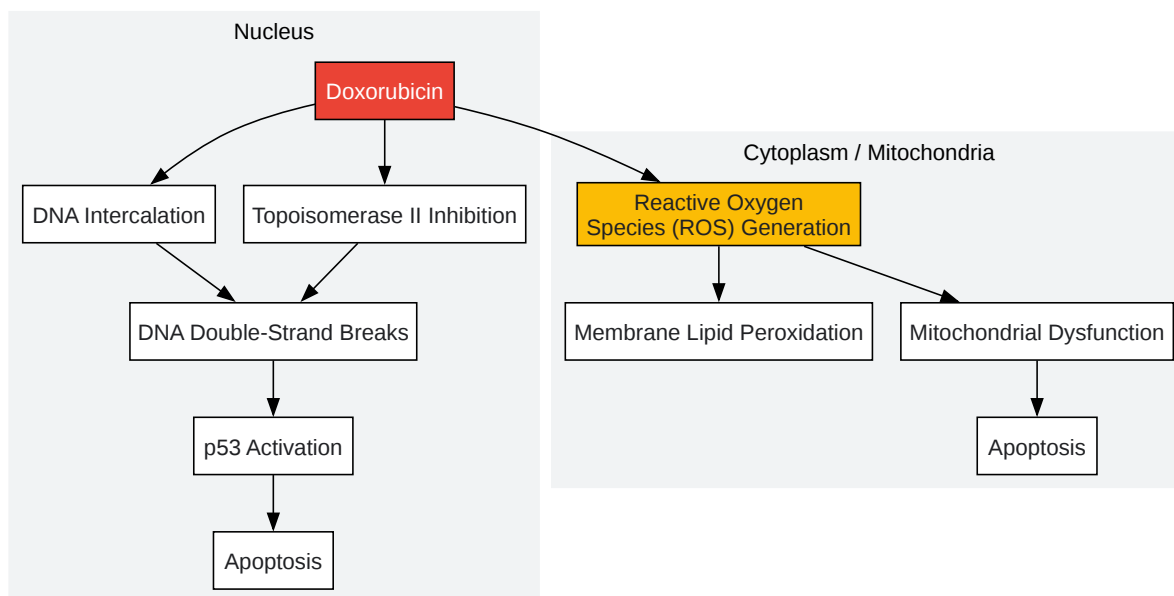 Nucleus
Doxorubicin
DNA Intercalation
Topoisomerase II Inhibition
DNA Double-Strand Breaks
p53 Activation
Apoptosis
Cytoplasm / Mitochondria
Reactive Oxygen
Species (ROS) Generation
Membrane Lipid Peroxidation
Mitochondrial Dysfunction
Apoptosis